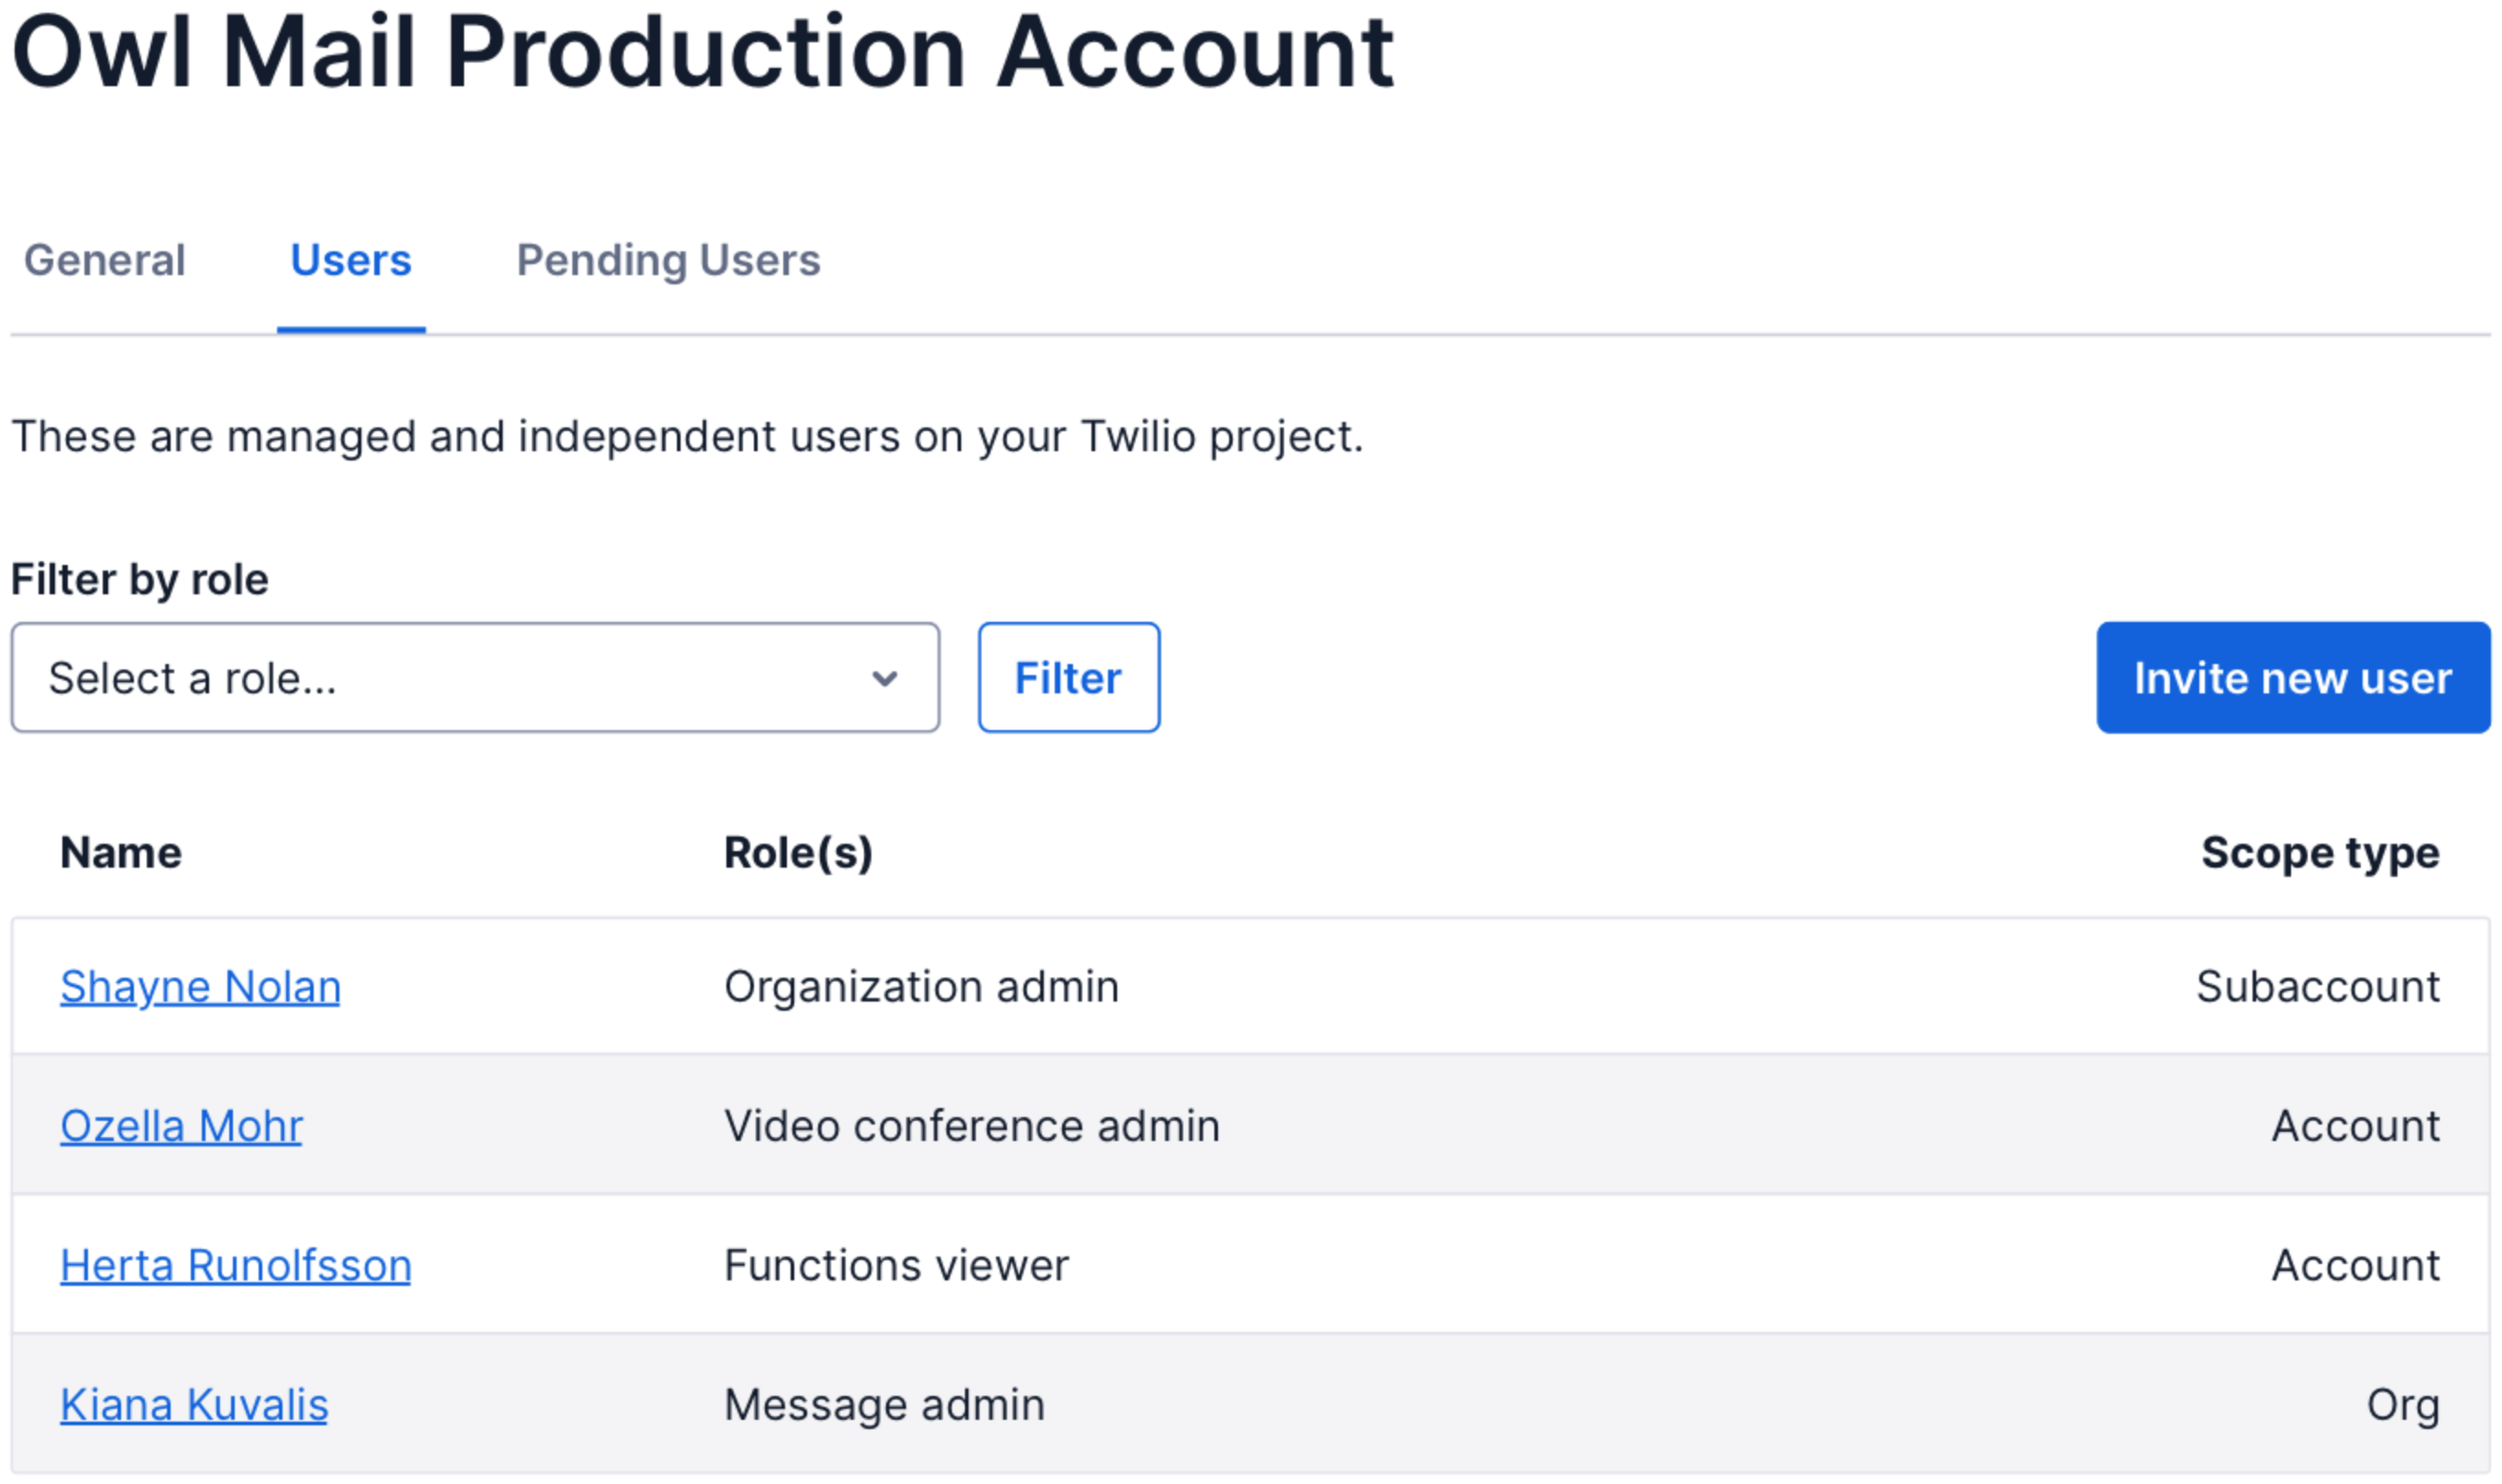 Owl Mail Production Account
General Users Pending Users
These are managed and independent users on your Twilio project.
Filter by role
Select a role... Filter Invite new user
Name Role(s) Scope type
Shayne Nolan Organization admin Subaccount
Ozella Mohr Video conference admin Account
Herta Runolfsson Functions viewer Account
Kiana Kuvalis Message admin Org